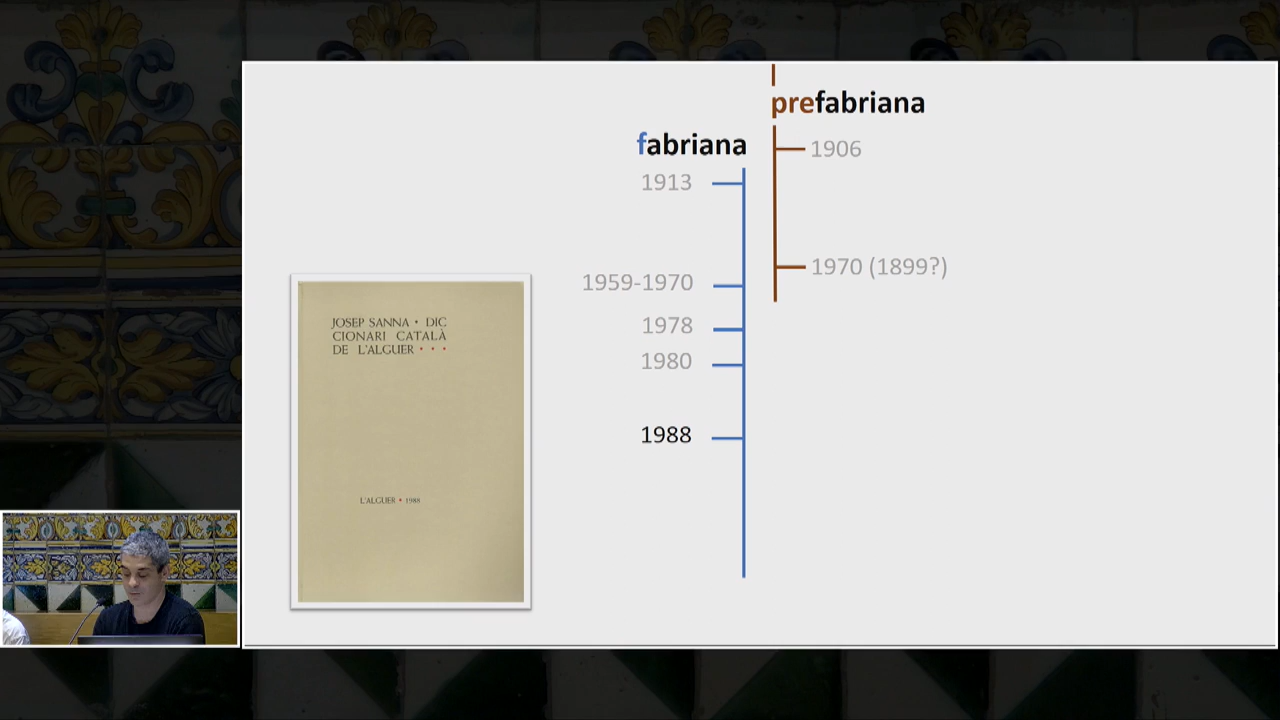 prefabriana
1906
1970 (1899?)
fabriana
1913
1959-1970
1978
1980
1988
JOSEP SANNA • DIC
CIONARI CATALÀ
DE L'ALGUER • • •
L'ALGUER • 1988